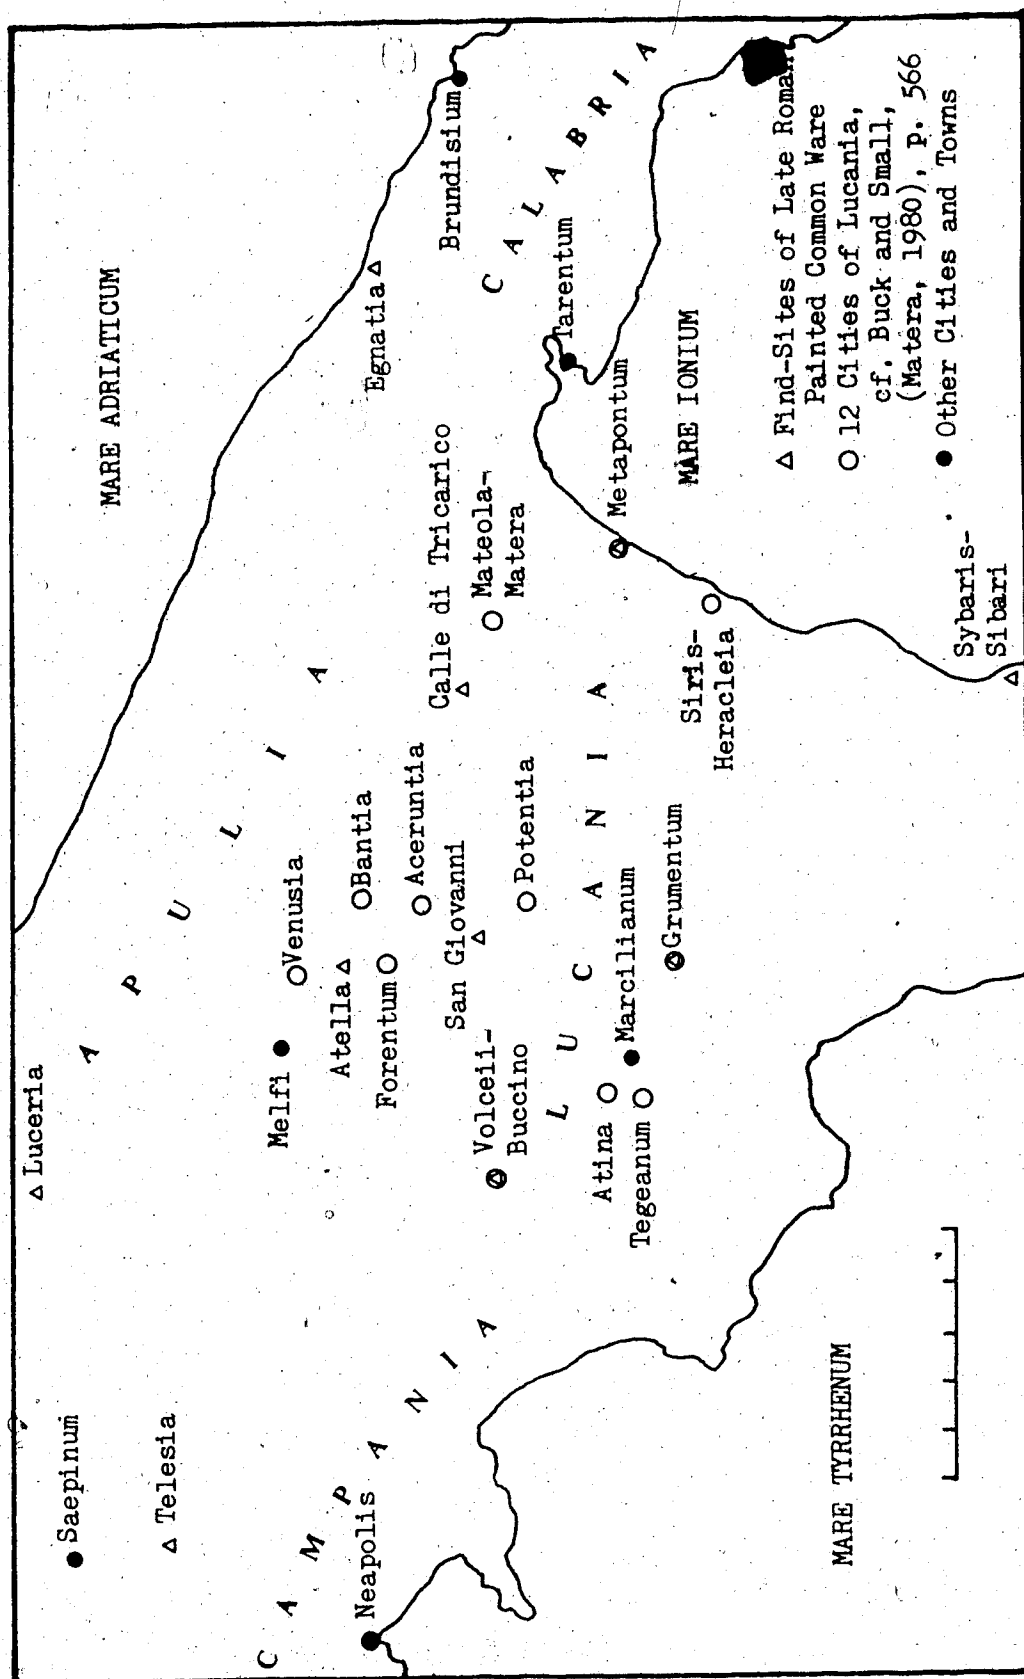 MARE ADRIATICUM
Luceria
Saepinum
Telesia
APULIA
Brundisium
Egnatia
CALABRIA
Melfi
Venusia
Atella
Bantia
Forentum
Aceruntia
San Giovanni
Calle di Tricarico
Mateola-
Matera
Tarentum
CAMPANIA
Neapolis
Volceii-
Buccino
Potentia
Metapontum
LUCANIA
Atina
Tegeanum
Marcilianum
Grumentum
Siris-
Heracleia
MARE IONIUM
MARE TYRRHENUM
Sybaris-
Sibari
Find-Sites of Late Roman
Painted Common Ware
12 Cities of Lucania,
cf. Buck and Small,
(Matera, 1980), p. 566
Other Cities and Towns